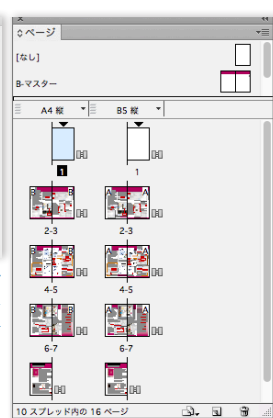 ページ
[なし]
B-マスター
A4 縦 B5 縦
1 1
B B A A
2-3 2-3
B B A A
4-5 4-5
B B A A
6-7 6-7
10 スプレッド内の 16 ページ